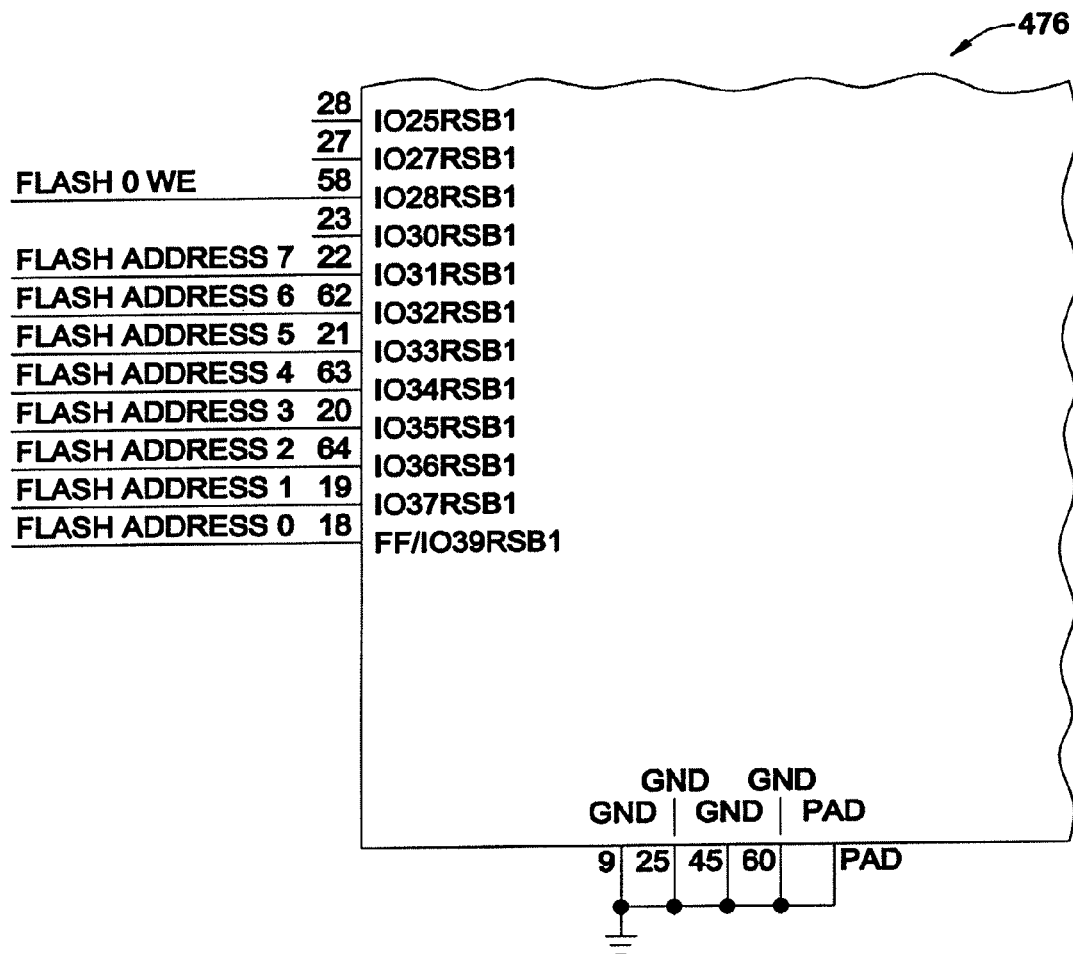 476
28 IO25RSB1
27 IO27RSB1
FLASH 0 WE 58 IO28RSB1
23 IO30RSB1
FLASH ADDRESS 7 22 IO31RSB1
FLASH ADDRESS 6 62 IO32RSB1
FLASH ADDRESS 5 21 IO33RSB1
FLASH ADDRESS 4 63 IO34RSB1
FLASH ADDRESS 3 20 IO35RSB1
FLASH ADDRESS 2 64 IO36RSB1
FLASH ADDRESS 1 19 IO37RSB1
FLASH ADDRESS 0 18 FF/IO39RSB1
GND GND
GND GND PAD
9 25 45 60 PAD